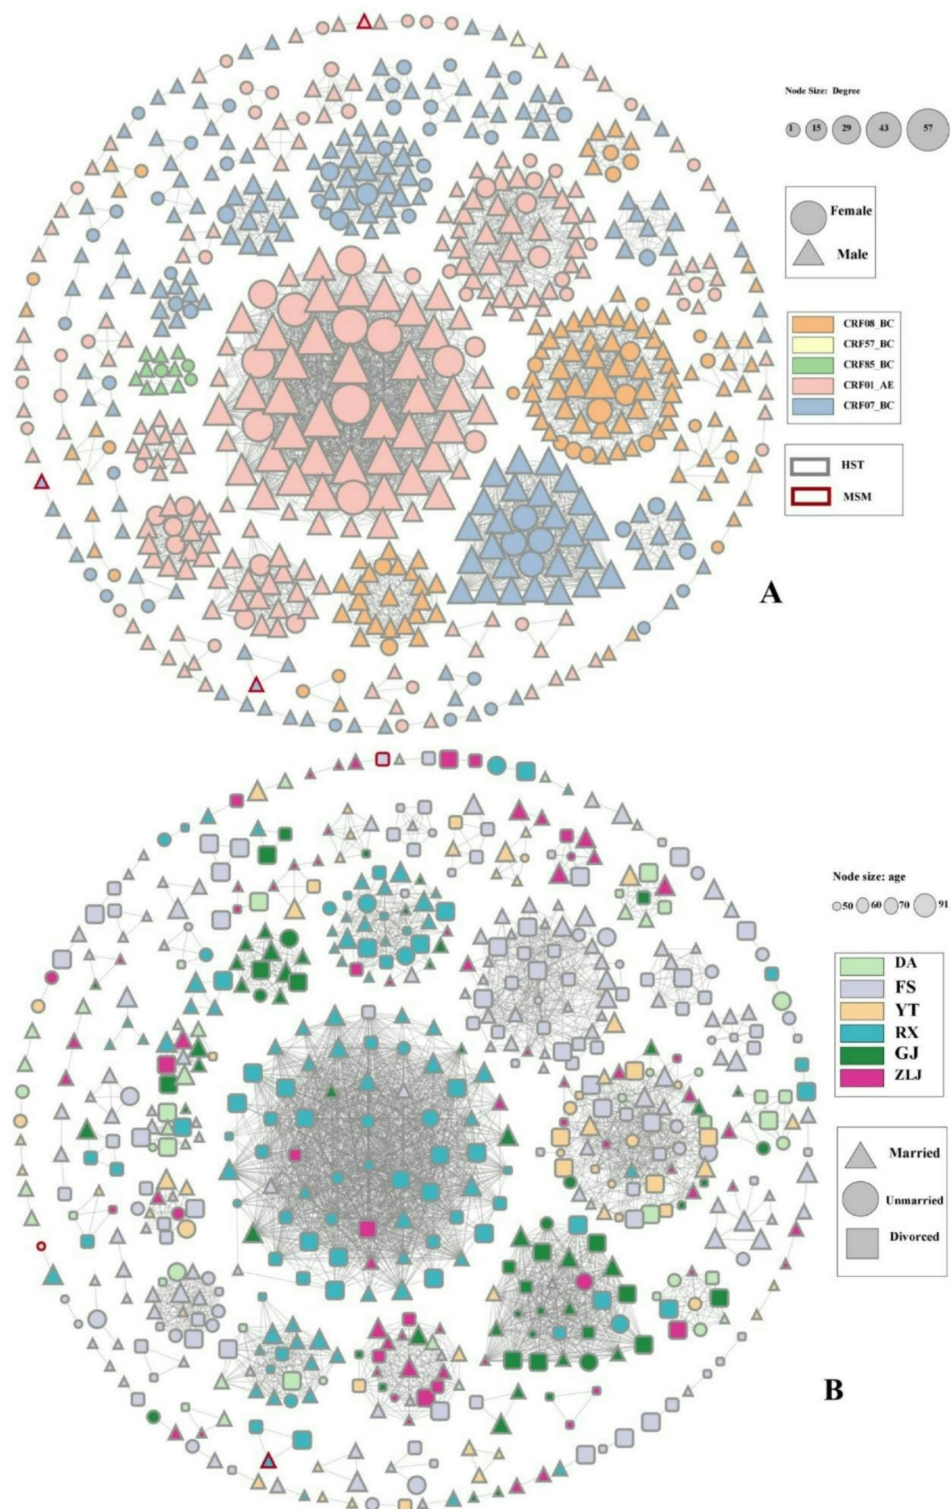 Node Size: Degree
1 15 29 43 57
Female
Male
CRF08_BC
CRF57_BC
CRF85_BC
CRF01_AE
CRF07_BC
HST
MSM
A
Node size: age
50 60 70 91
DA
FS
YT
RX
GJ
ZLJ
Married
Unmarried
Divorced
B